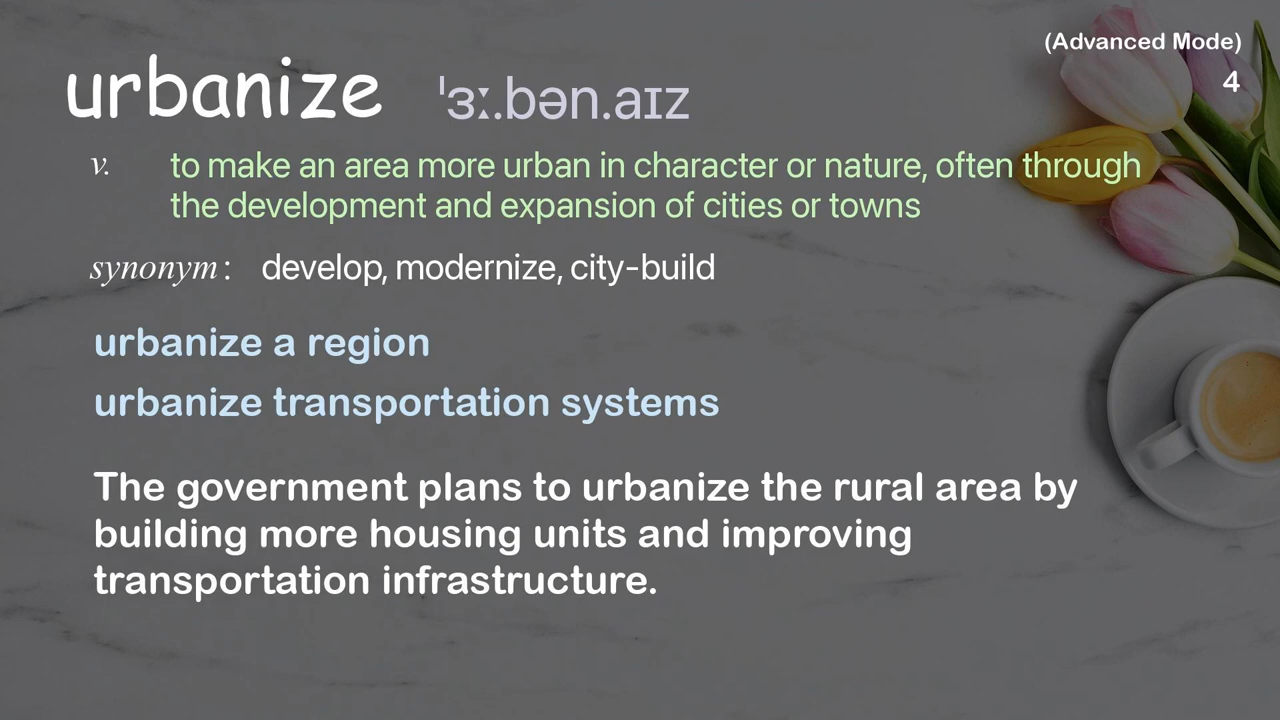 (Advanced Mode)
4
urbanize ˈɜː.bən.aɪz
v. to make an area more urban in character or nature, often through
the development and expansion of cities or towns
synonym: develop, modernize, city-build
urbanize a region
urbanize transportation systems
The government plans to urbanize the rural area by
building more housing units and improving
transportation infrastructure.